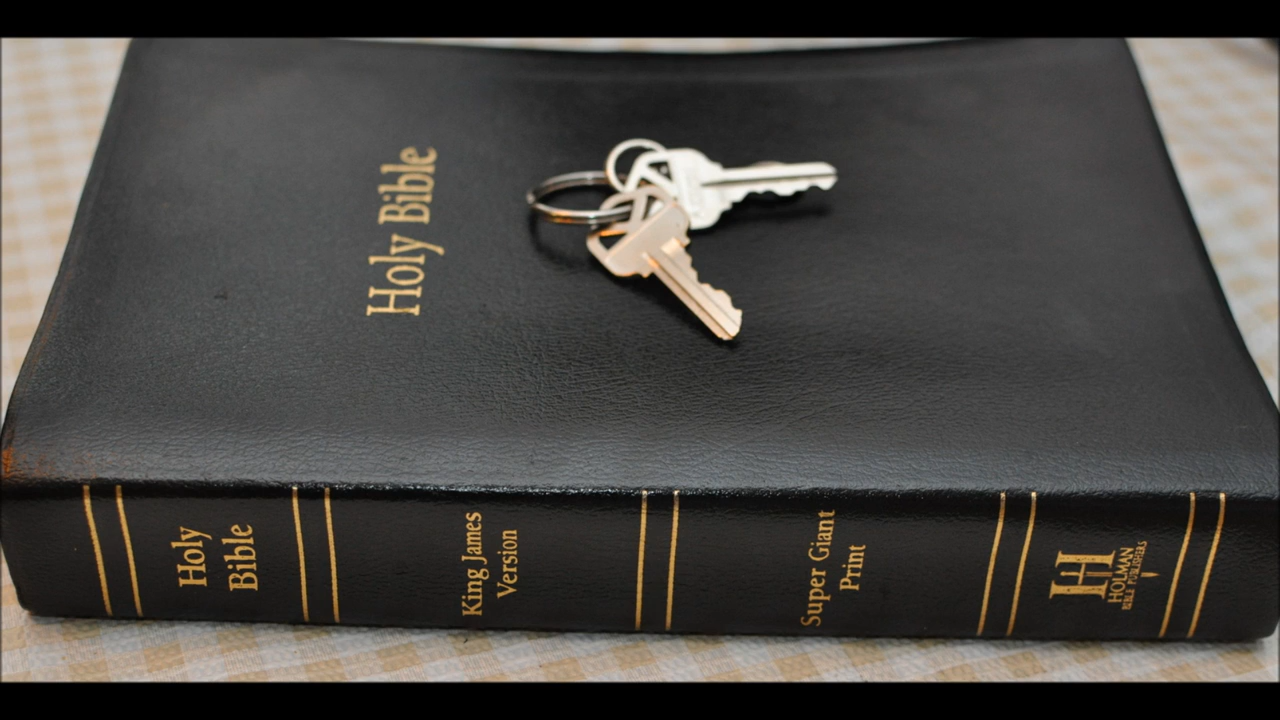 Holy Bible
Holy
Bible
King James
Version
Super Giant
Print
HOLMAN
BIBLE PUBLISHERS